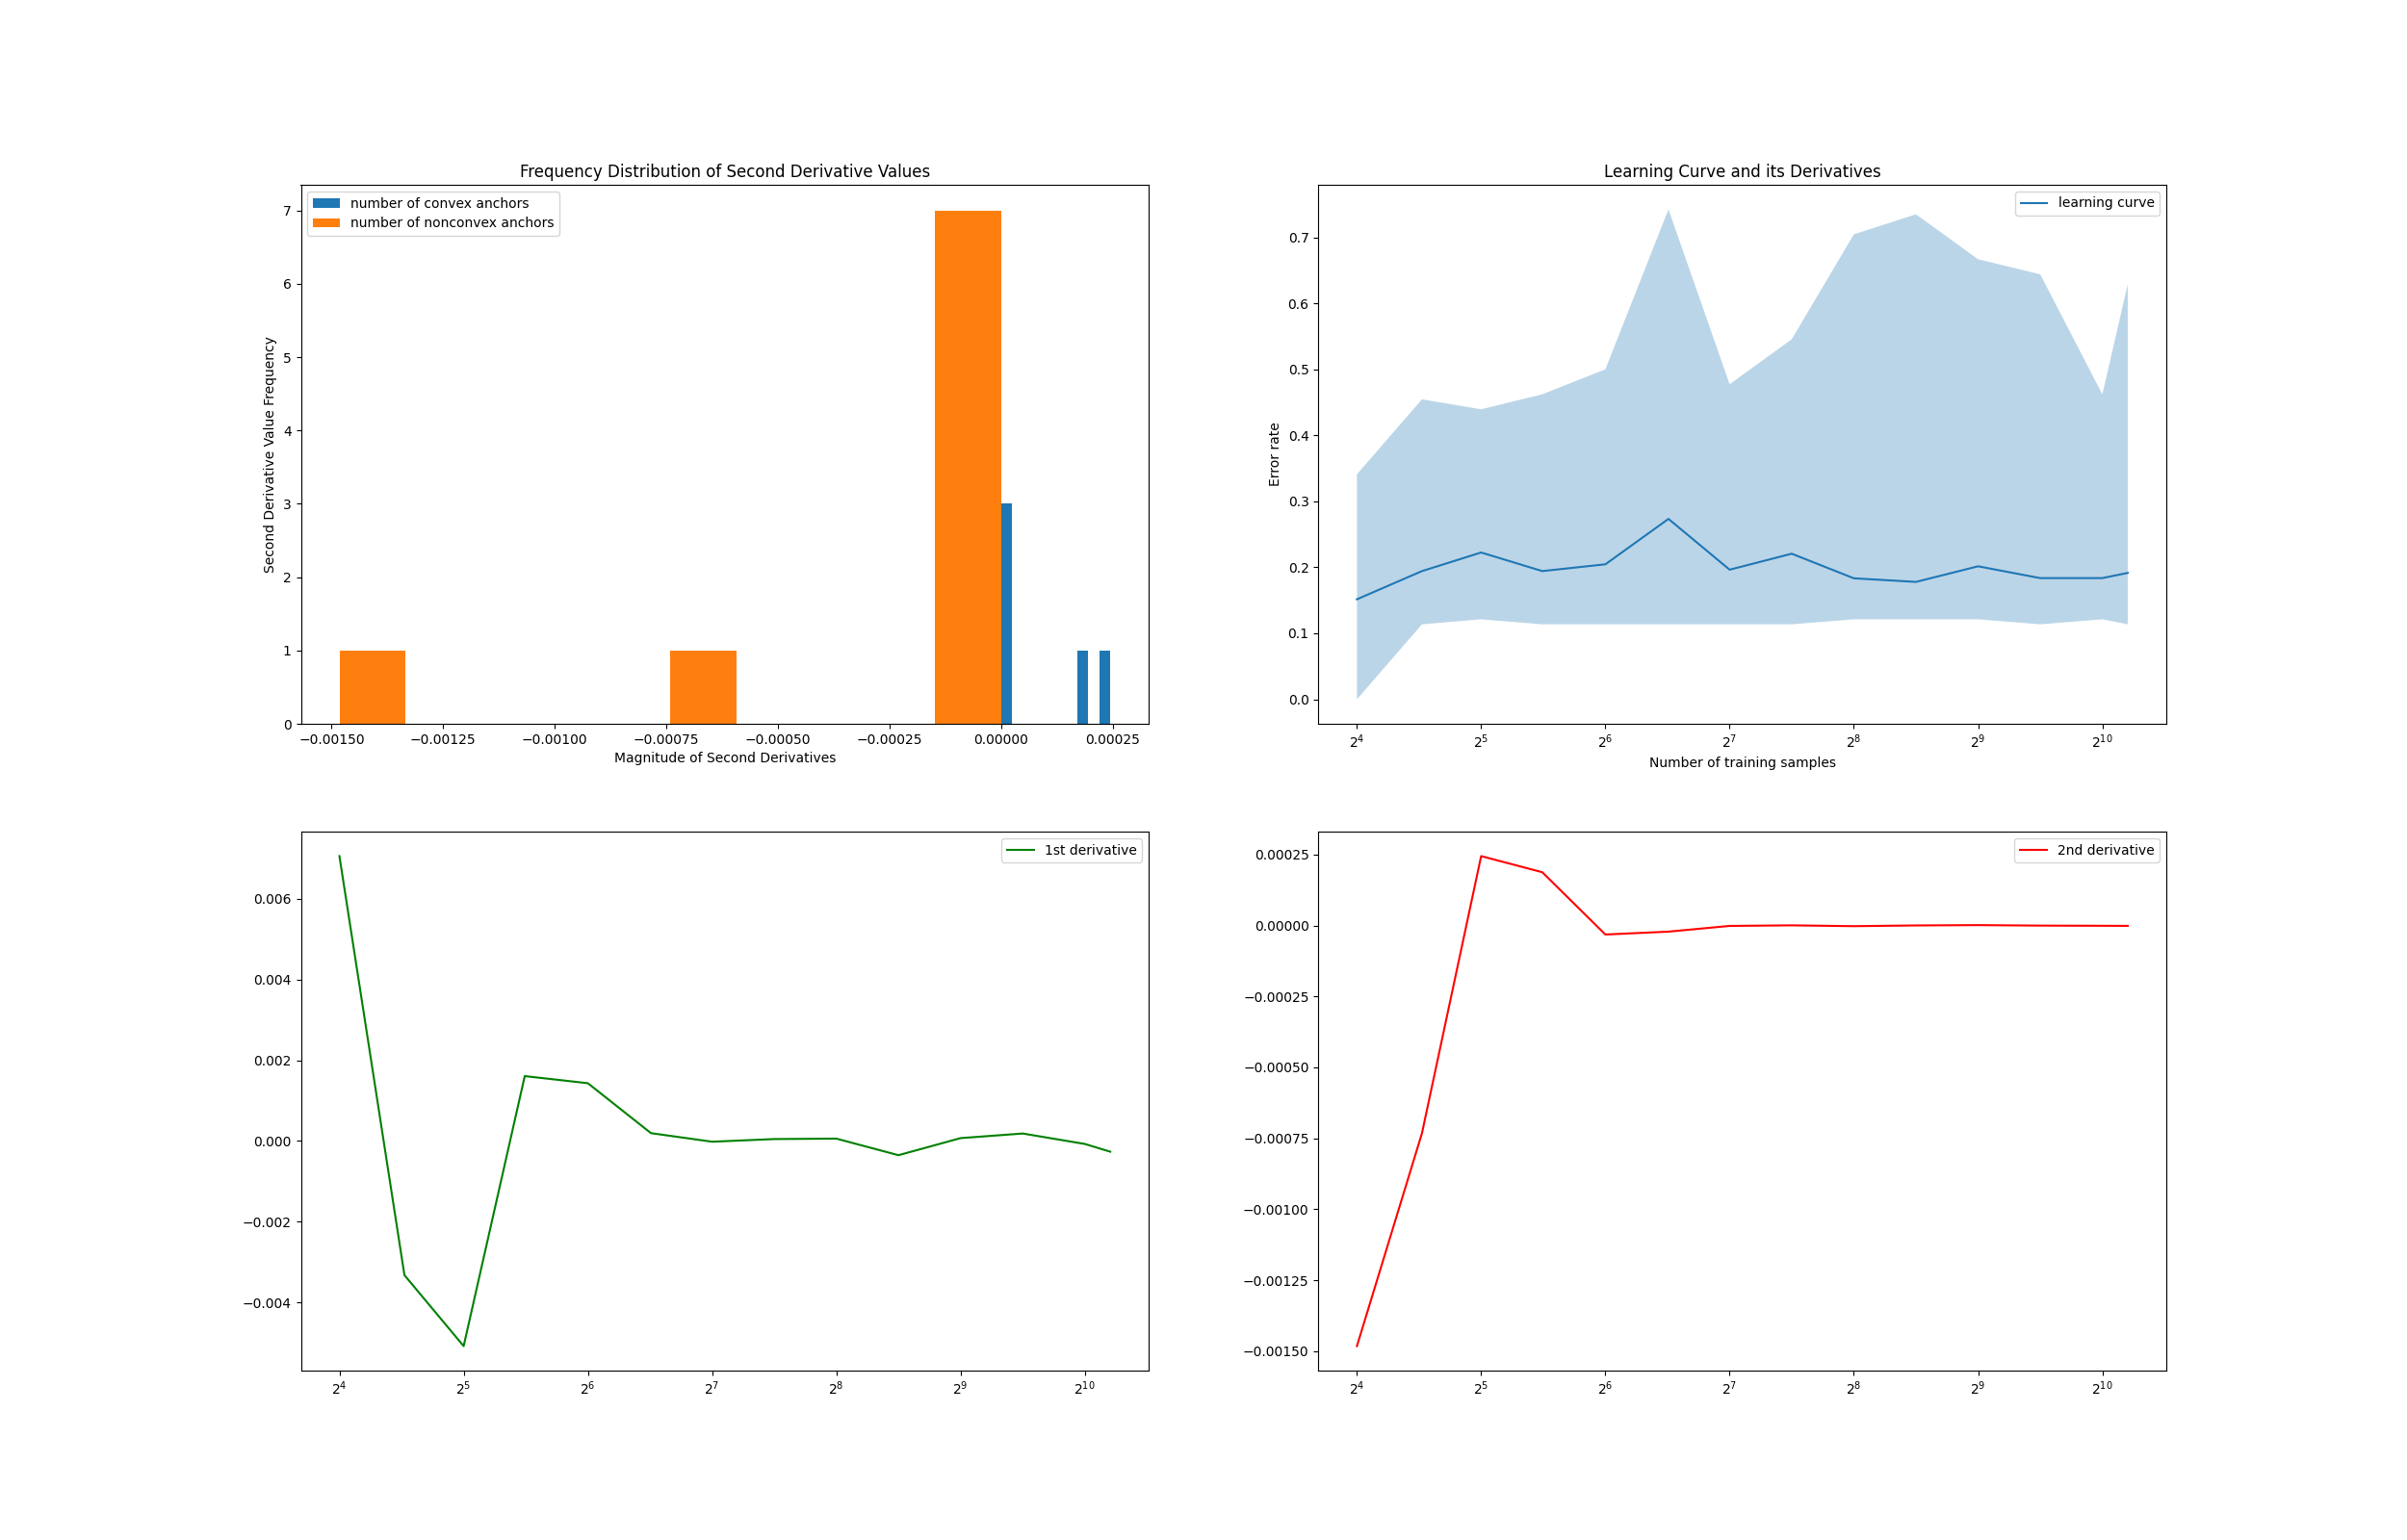 Frequency Distribution of Second Derivative Values
number of convex anchors
number of nonconvex anchors
Second Derivative Value Frequency
7
6
5
4
3
2
1
0
−0.00150 −0.00125 −0.00100 −0.00075 −0.00050 −0.00025 0.00000 0.00025
Magnitude of Second Derivatives
Learning Curve and its Derivatives
learning curve
Error rate
0.7
0.6
0.5
0.4
0.3
0.2
0.1
0.0
2⁴ 2⁵ 2⁶ 2⁷ 2⁸ 2⁹ 2¹⁰
Number of training samples
1st derivative
0.006
0.004
0.002
0.000
−0.002
−0.004
2⁴ 2⁵ 2⁶ 2⁷ 2⁸ 2⁹ 2¹⁰
2nd derivative
0.00025
0.00000
−0.00025
−0.00050
−0.00075
−0.00100
−0.00125
−0.00150
2⁴ 2⁵ 2⁶ 2⁷ 2⁸ 2⁹ 2¹⁰